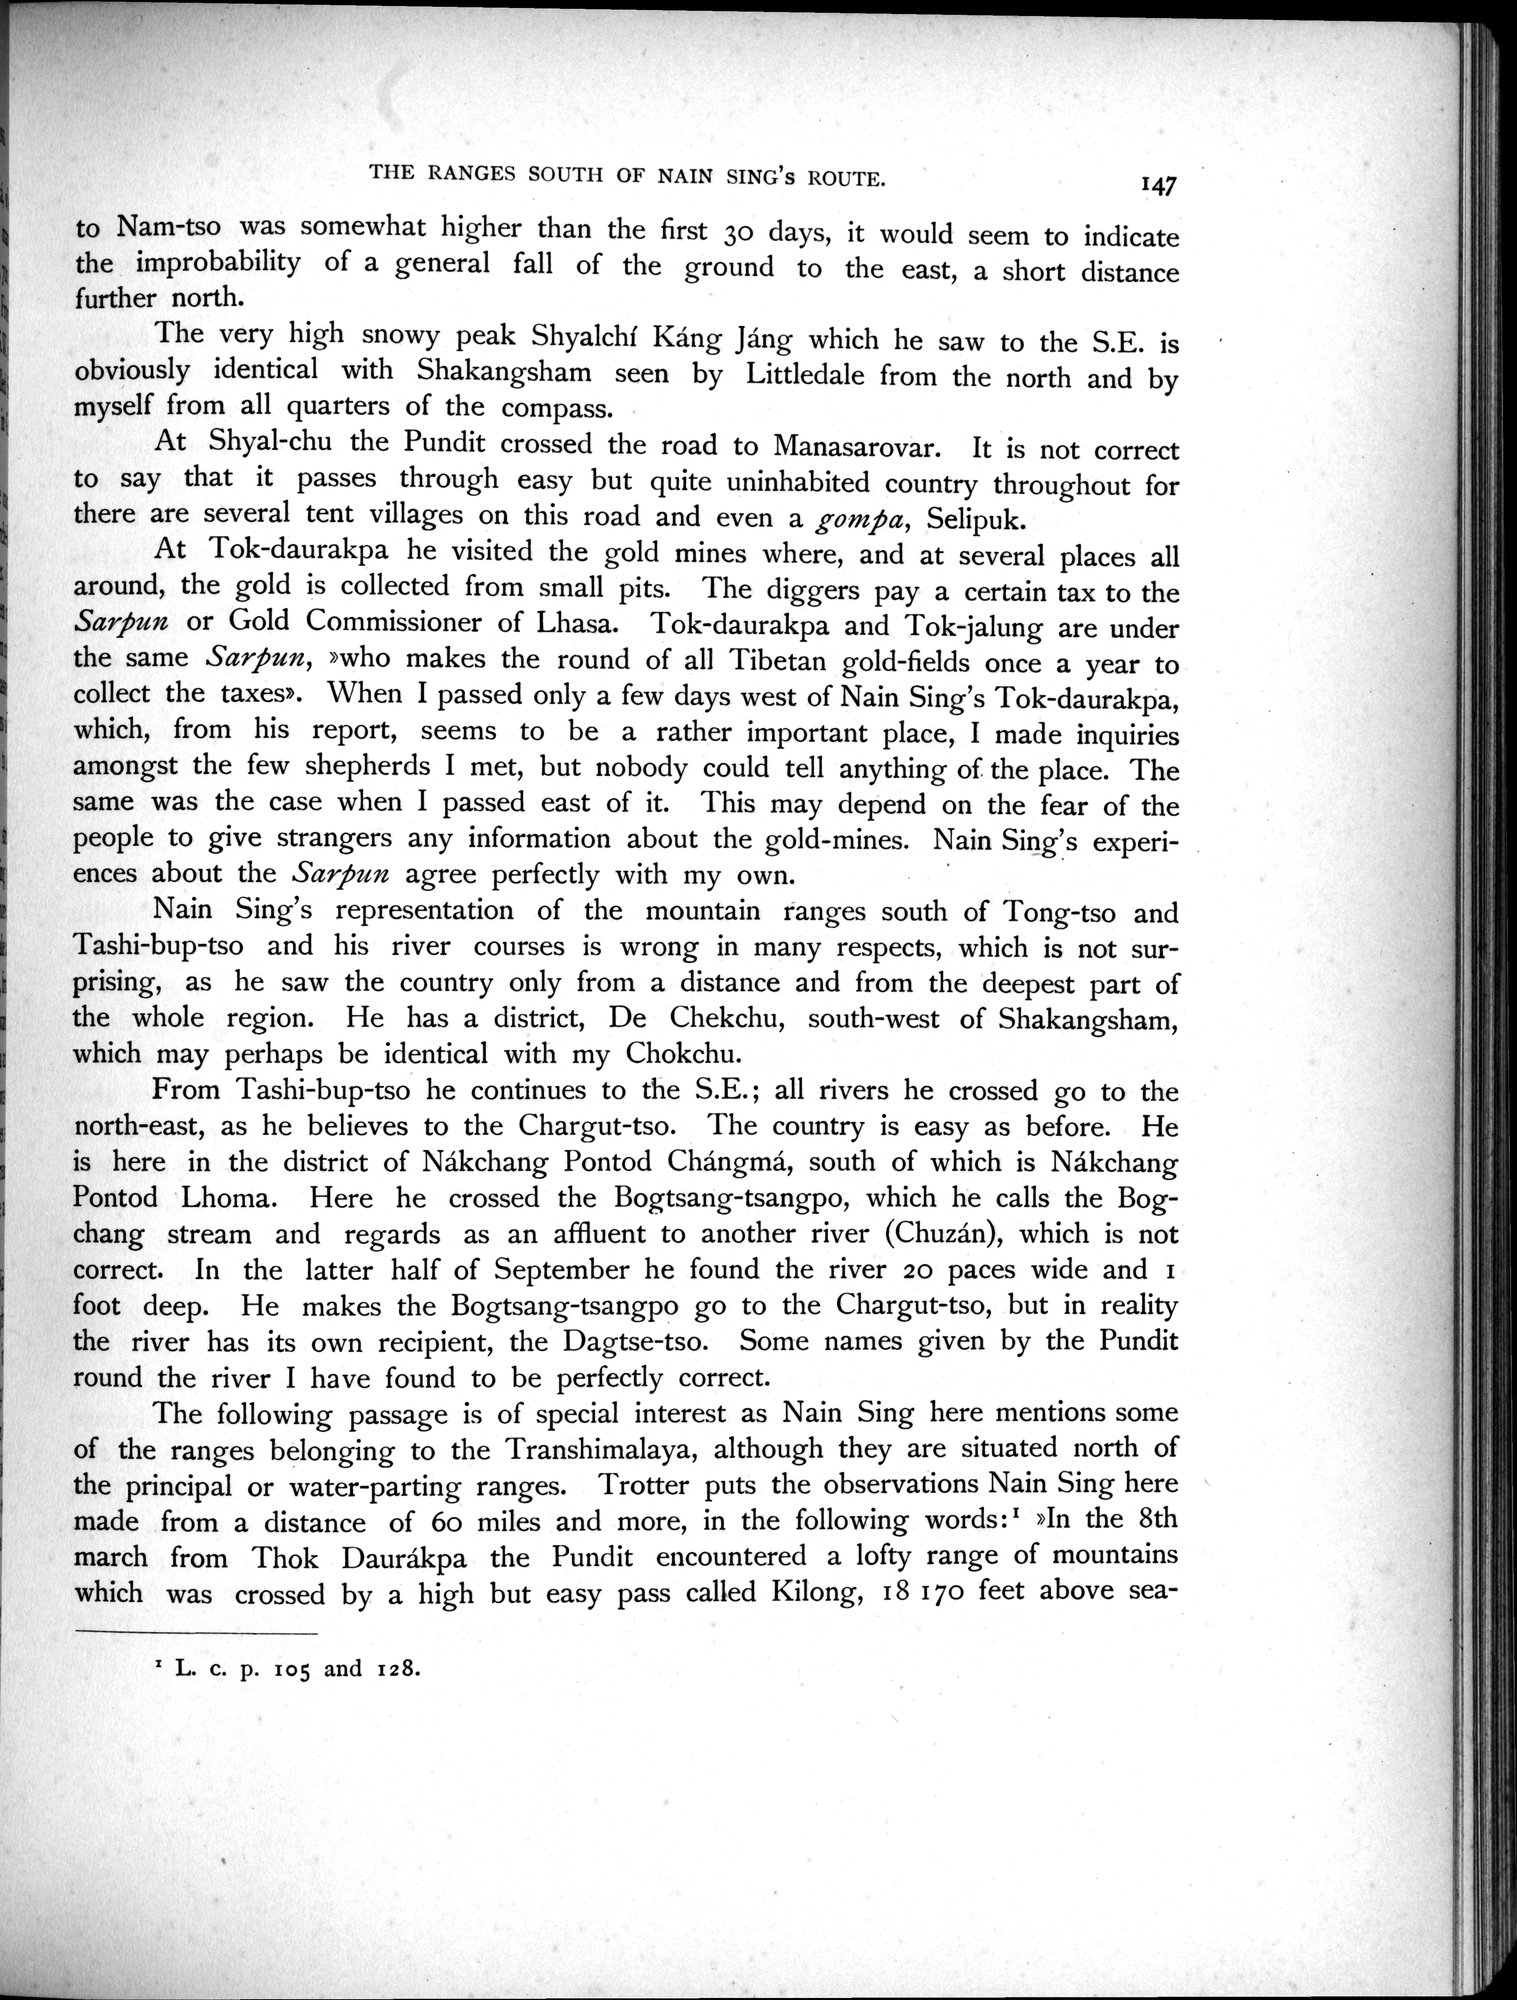 THE RANGES SOUTH OF NAIN SING's ROUTE.
147
to Nam-tso was somewhat higher than the first 30 days, it would seem to indicate
the improbability of a general fall of the ground to the east, a short distance
further north.
The very high snowy peak Shyalchí Káng Jáng which he saw to the S.E. is
obviously identical with Shakangsham seen by Littledale from the north and by
myself from all quarters of the compass.
At Shyal-chu the Pundit crossed the road to Manasarovar. It is not correct
to say that it passes through easy but quite uninhabited country throughout for
there are several tent villages on this road and even a gompa, Selipuk.
At Tok-daurakpa he visited the gold mines where, and at several places all
around, the gold is collected from small pits. The diggers pay a certain tax to the
Sarpun or Gold Commissioner of Lhasa. Tok-daurakpa and Tok-jalung are under
the same Sarpun, »who makes the round of all Tibetan gold-fields once a year to
collect the taxes». When I passed only a few days west of Nain Sing's Tok-daurakpa,
which, from his report, seems to be a rather important place, I made inquiries
amongst the few shepherds I met, but nobody could tell anything of the place. The
same was the case when I passed east of it. This may depend on the fear of the
people to give strangers any information about the gold-mines. Nain Sing's experi-
ences about the Sarpun agree perfectly with my own.
Nain Sing's representation of the mountain ranges south of Tong-tso and
Tashi-bup-tso and his river courses is wrong in many respects, which is not sur-
prising, as he saw the country only from a distance and from the deepest part of
the whole region. He has a district, De Chekchu, south-west of Shakangsham,
which may perhaps be identical with my Chokchu.
From Tashi-bup-tso he continues to the S.E.; all rivers he crossed go to the
north-east, as he believes to the Chargut-tso. The country is easy as before. He
is here in the district of Nákchang Pontod Chángmá, south of which is Nákchang
Pontod Lhoma. Here he crossed the Bogtsang-tsangpo, which he calls the Bog-
chang stream and regards as an affluent to another river (Chuzán), which is not
correct. In the latter half of September he found the river 20 paces wide and 1
foot deep. He makes the Bogtsang-tsangpo go to the Chargut-tso, but in reality
the river has its own recipient, the Dagtse-tso. Some names given by the Pundit
round the river I have found to be perfectly correct.
The following passage is of special interest as Nain Sing here mentions some
of the ranges belonging to the Transhimalaya, although they are situated north of
the principal or water-parting ranges. Trotter puts the observations Nain Sing here
made from a distance of 60 miles and more, in the following words:¹ »In the 8th
march from Thok Daurákpa the Pundit encountered a lofty range of mountains
which was crossed by a high but easy pass called Kilong, 18 170 feet above sea-
¹ L. c. p. 105 and 128.